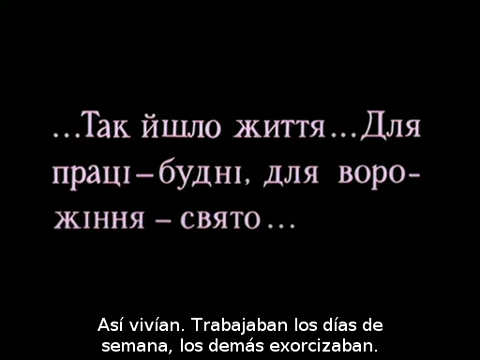 ...Так йшло життя...Для
праці – будні, для воро-
жіння – свято...
Así vivían. Trabajaban los días de
semana, los demás exorcizaban.